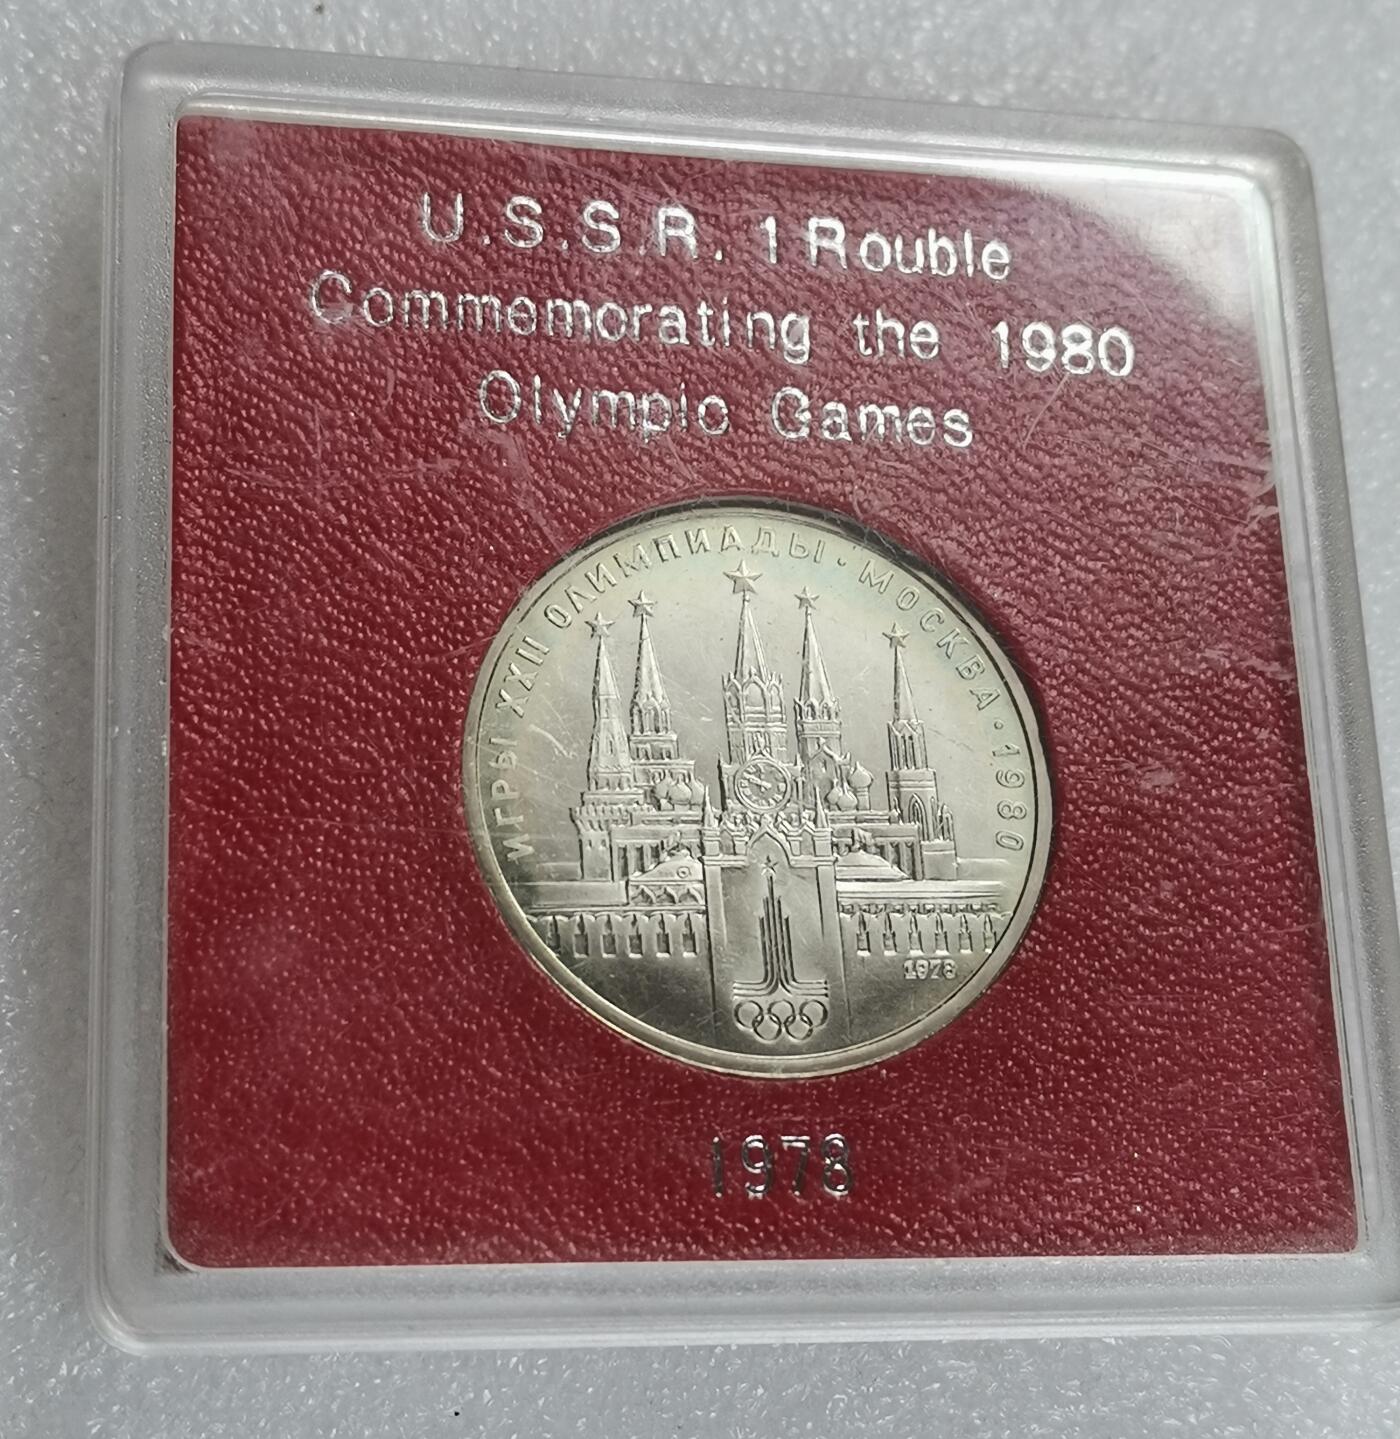 U.S.S.R. 1 Rouble
Commemorating the 1980
Olympic Games
ИГРЫ XXII ОЛИМПИАДЫ · МОСКВА · 1980
1978
1978